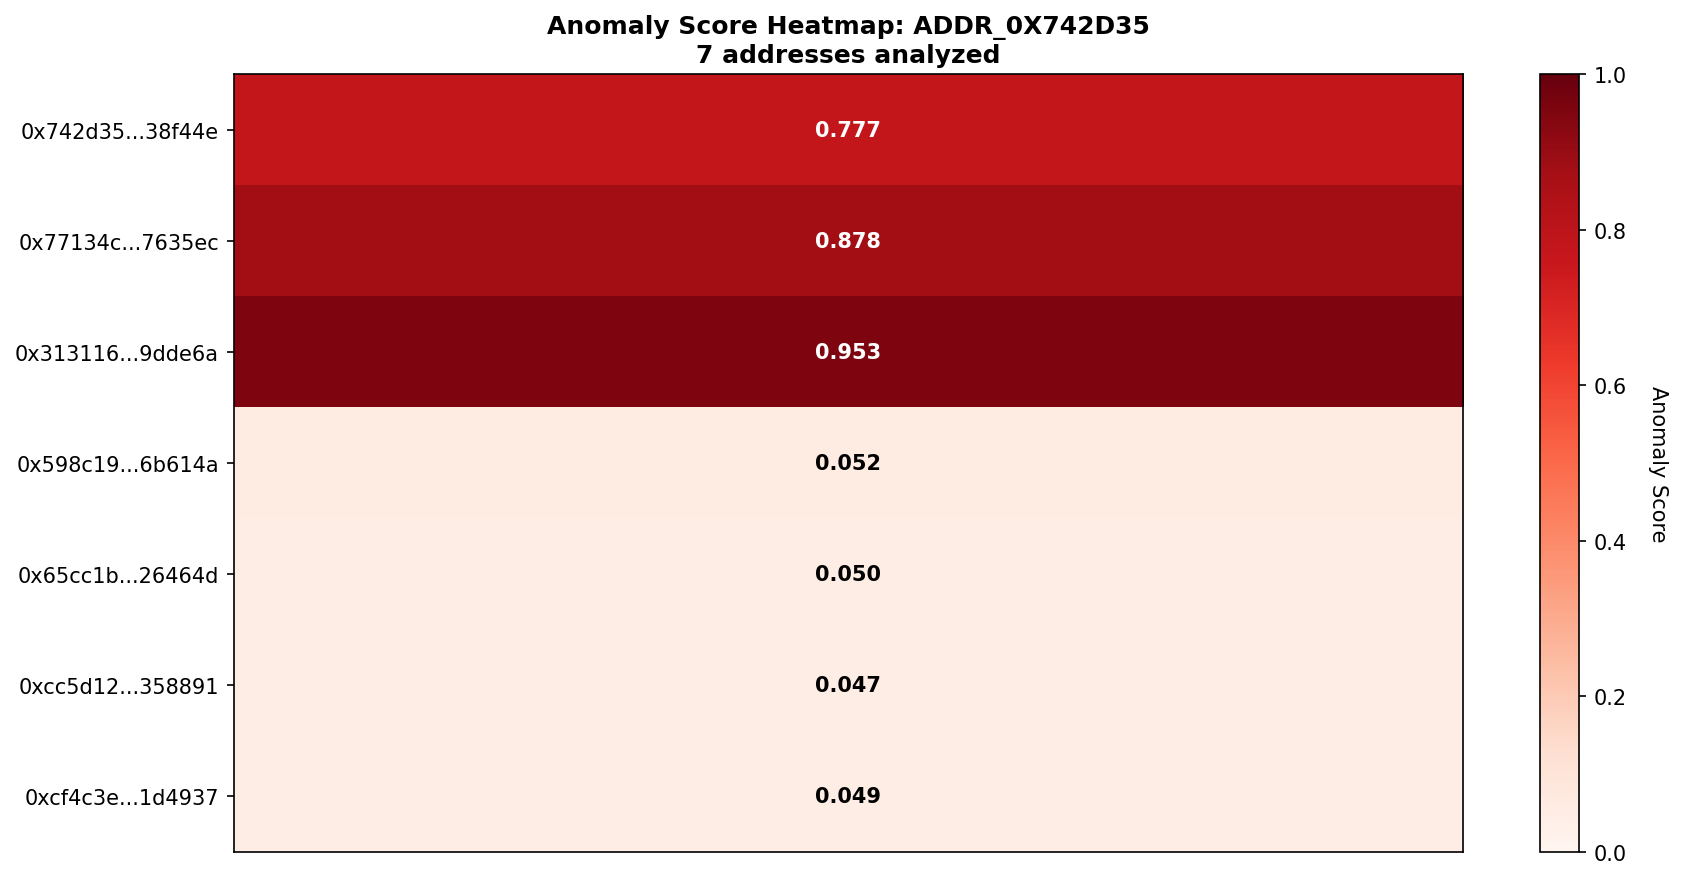 Anomaly Score Heatmap: ADDR_0X742D35
7 addresses analyzed
0x742d35...38f44e
0.777
0x77134c...7635ec
0.878
0x313116...9dde6a
0.953
0x598c19...6b614a
0.052
0x65cc1b...26464d
0.050
0xcc5d12...358891
0.047
0xcf4c3e...1d4937
0.049
1.0
0.8
0.6
0.4
0.2
0.0
Anomaly Score